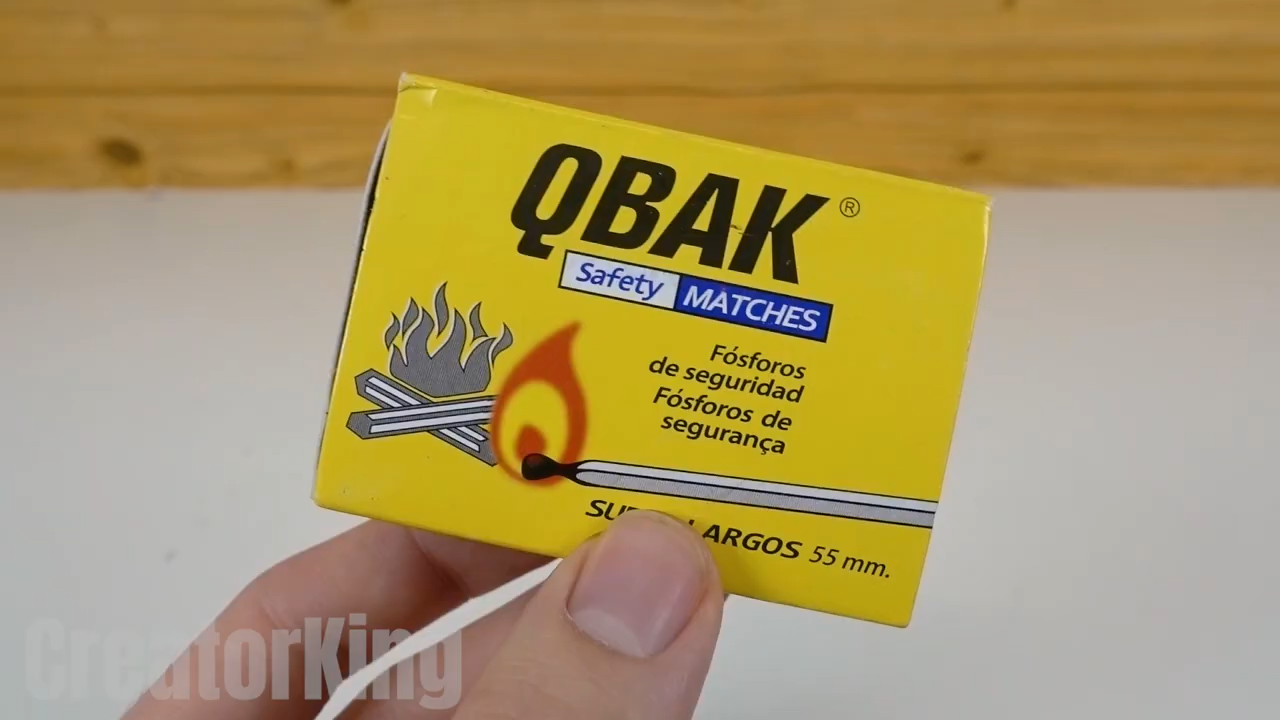 QBAK®
Safety MATCHES
Fósforos
de seguridad
Fósforos de
segurança
LARGOS 55 mm.
CreatorKing